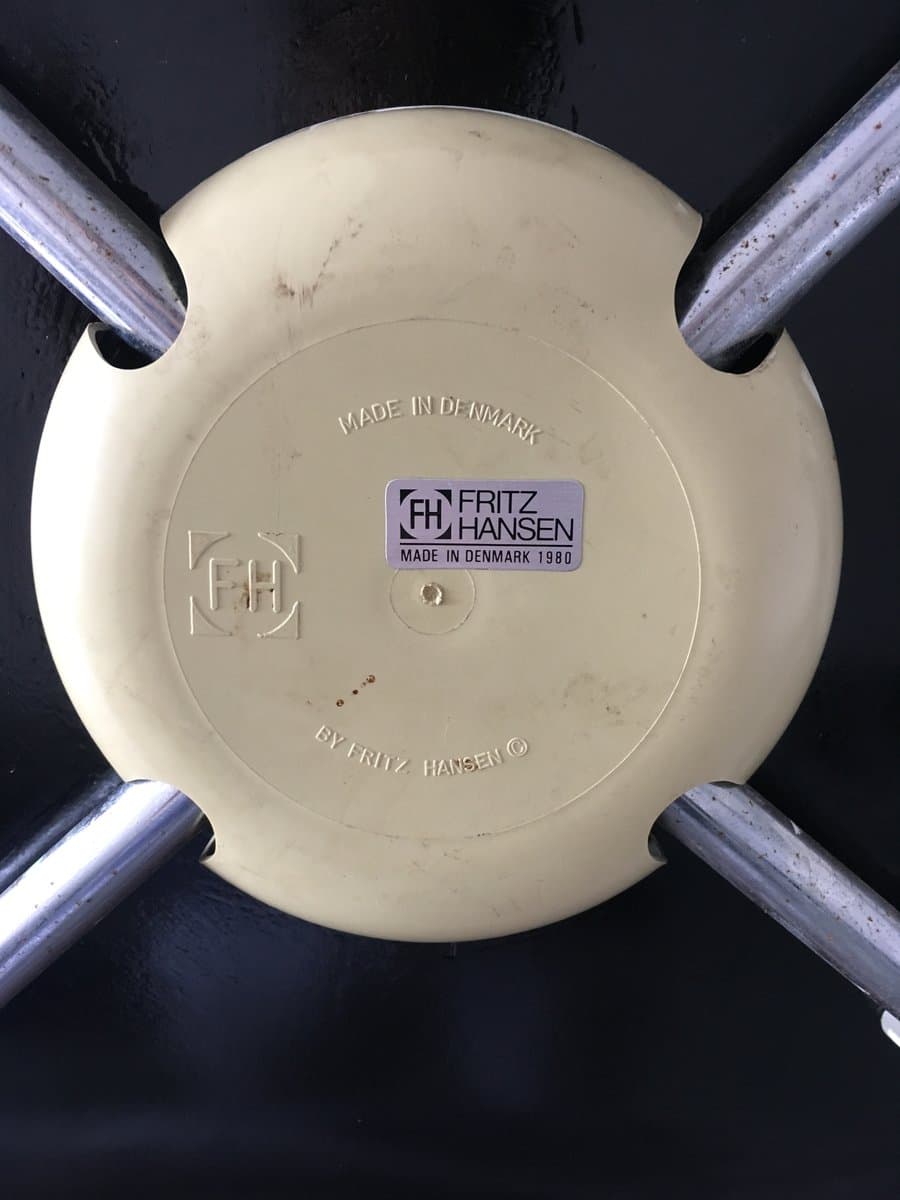 MADE IN DENMARK
FH FRITZ
HANSEN
MADE IN DENMARK 1980
FH
BY FRITZ HANSEN ©